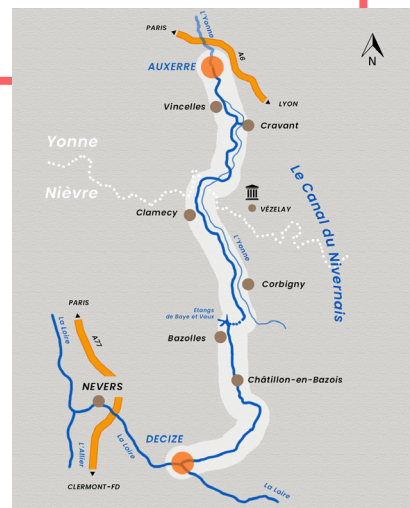 L'Yonne
PARIS
A6
AUXERRE
LYON
N
Vincelles
Cravant
Yonne
Nièvre
Le Canal du Nivernais
VÉZELAY
Clamecy
L'Yonne
Corbigny
Etangs
de Baye et Vaux
PARIS
Bazolles
La Loire
A77
Châtillon-en-Bazois
NEVERS
La Loire
DECIZE
L'Allier
CLERMONT-FD
La Loire